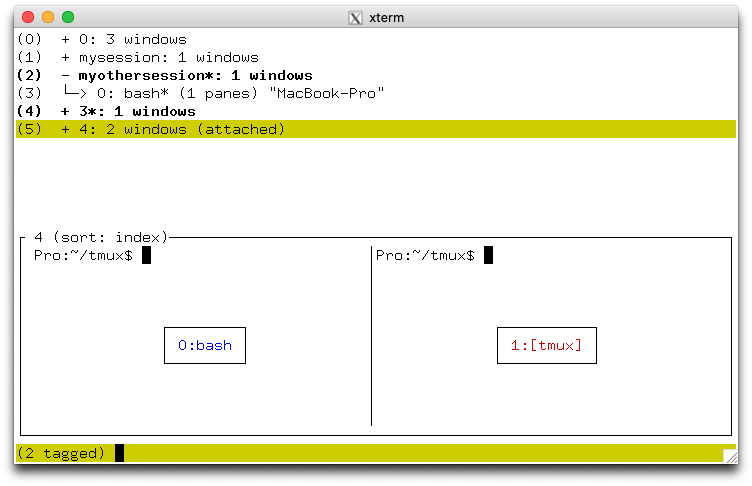 xterm
(0) + 0: 3 windows
(1) + mysession: 1 windows
(2) - myothersession*: 1 windows
(3) └─> 0: bash* (1 panes) "MacBook-Pro"
(4) + 3*: 1 windows
(5) + 4: 2 windows (attached)
4 (sort: index)
Pro:~/tmux$ Pro:~/tmux$
0:bash 1:[tmux]
(2 tagged)